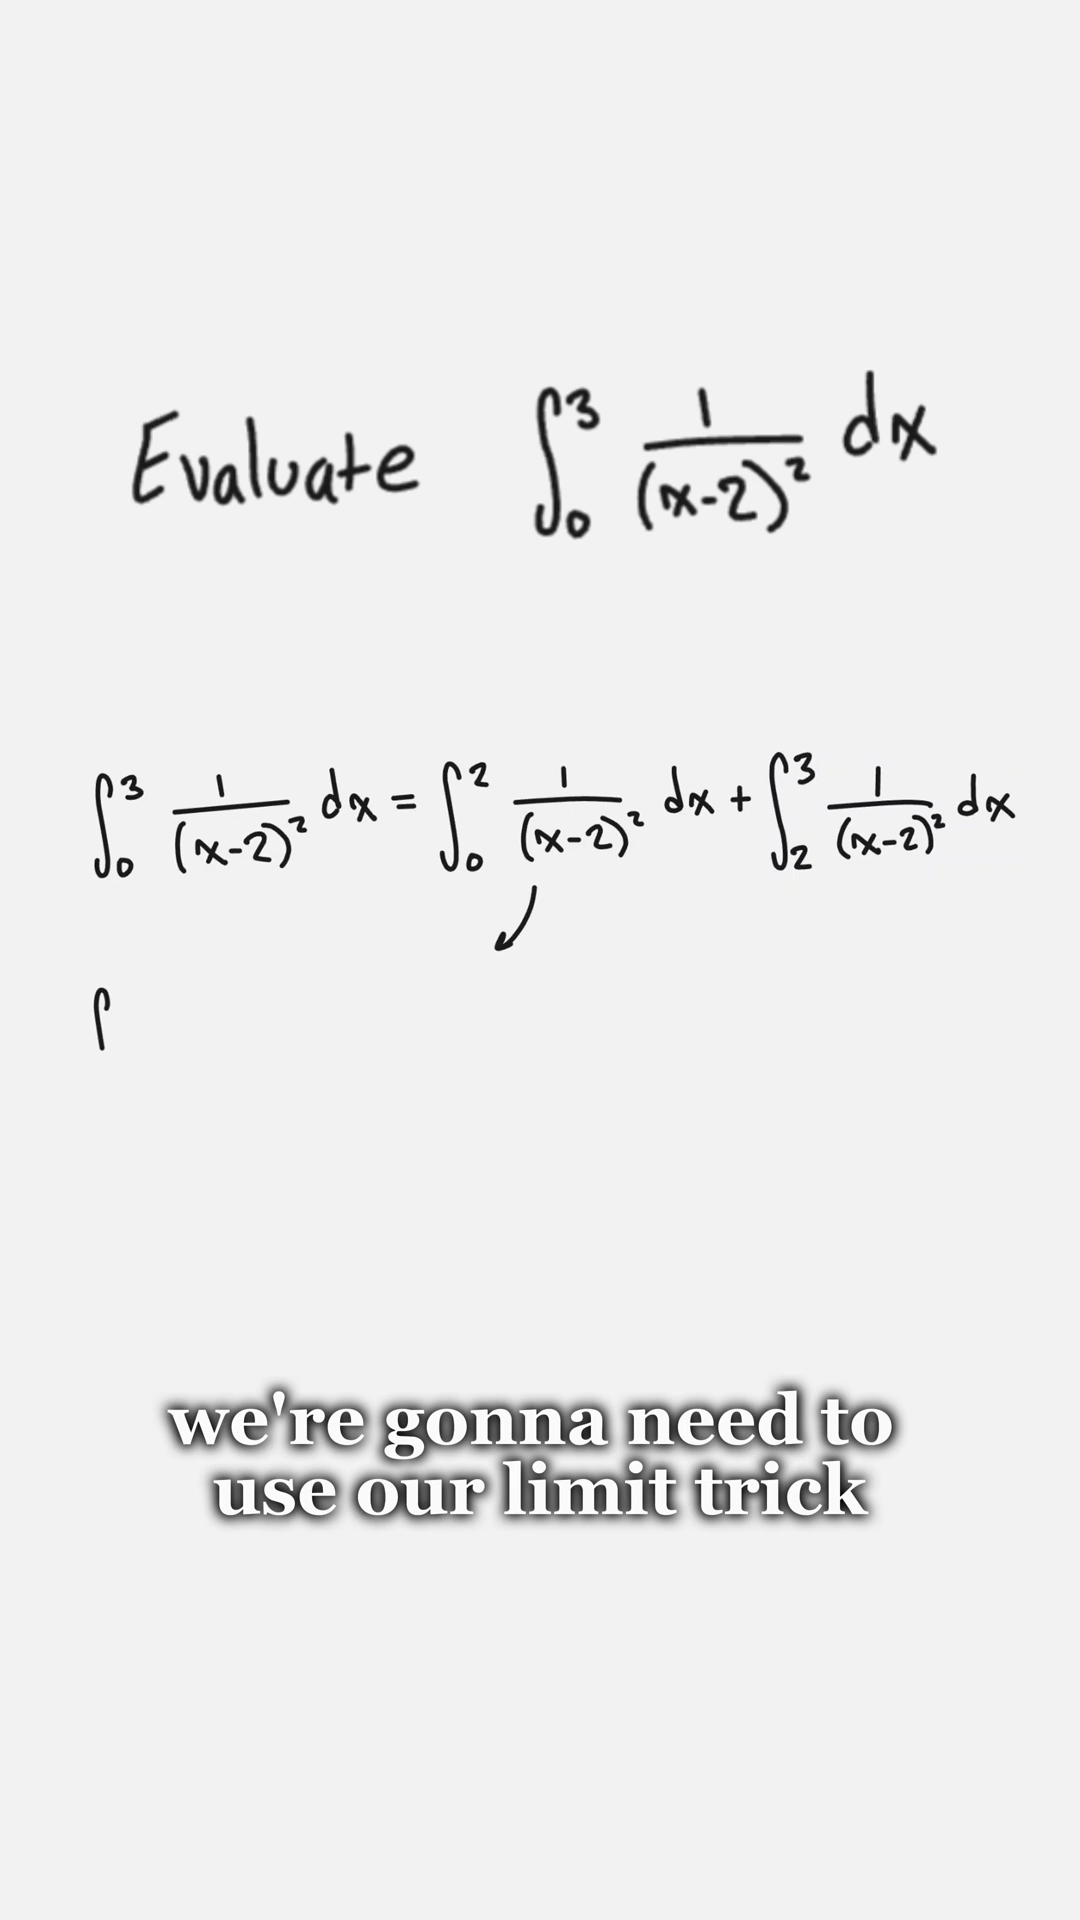 Evaluate ∫₀³ 1/(x-2)² dx
∫₀³ 1/(x-2)² dx = ∫₀² 1/(x-2)² dx + ∫₂³ 1/(x-2)² dx
∫
we're gonna need to
use our limit trick